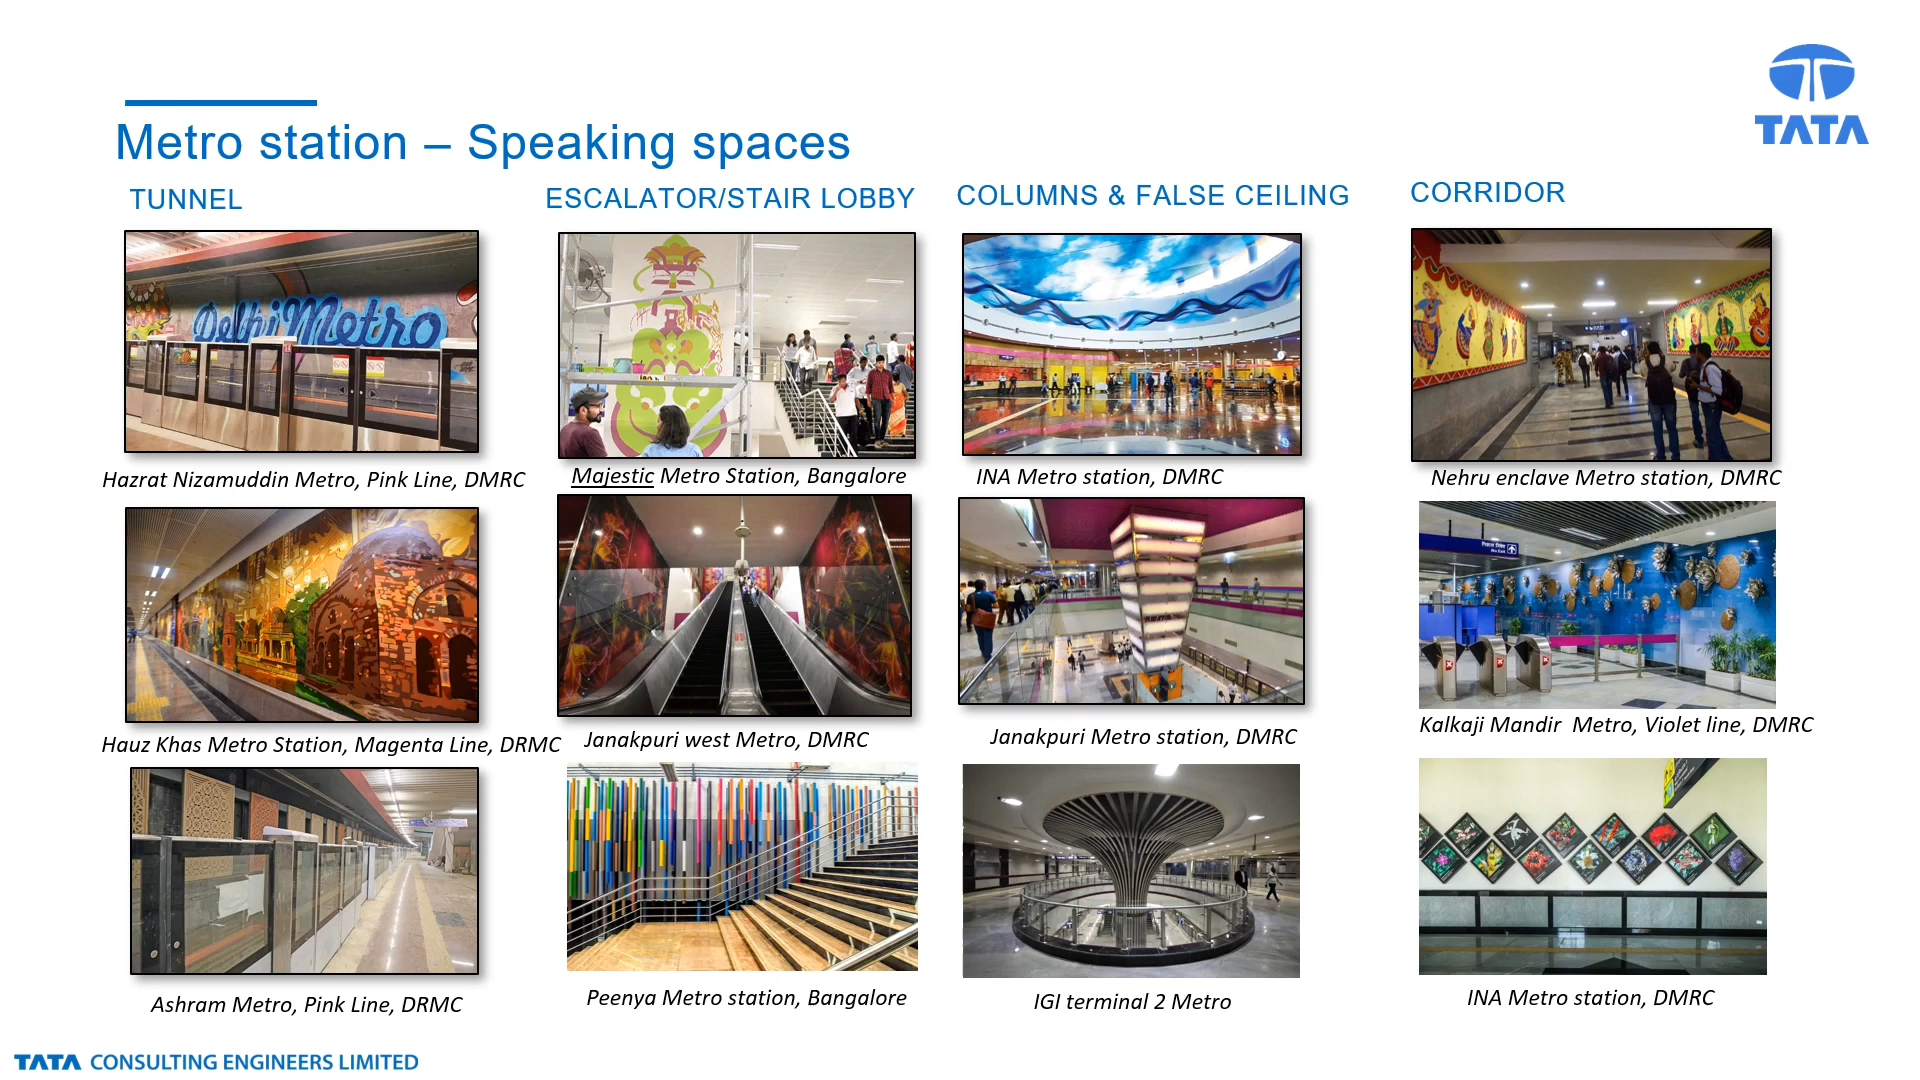 TATA
Metro station – Speaking spaces
TUNNEL
ESCALATOR/STAIR LOBBY
COLUMNS & FALSE CEILING
CORRIDOR
Delhi Metro
Hazrat Nizamuddin Metro, Pink Line, DMRC
Majestic Metro Station, Bangalore
INA Metro station, DMRC
Nehru enclave Metro station, DMRC
Hauz Khas Metro Station, Magenta Line, DRMC
Janakpuri west Metro, DMRC
Janakpuri Metro station, DMRC
Kalkaji Mandir  Metro, Violet line, DMRC
Ashram Metro, Pink Line, DRMC
Peenya Metro station, Bangalore
IGI terminal 2 Metro
INA Metro station, DMRC
TATA CONSULTING ENGINEERS LIMITED